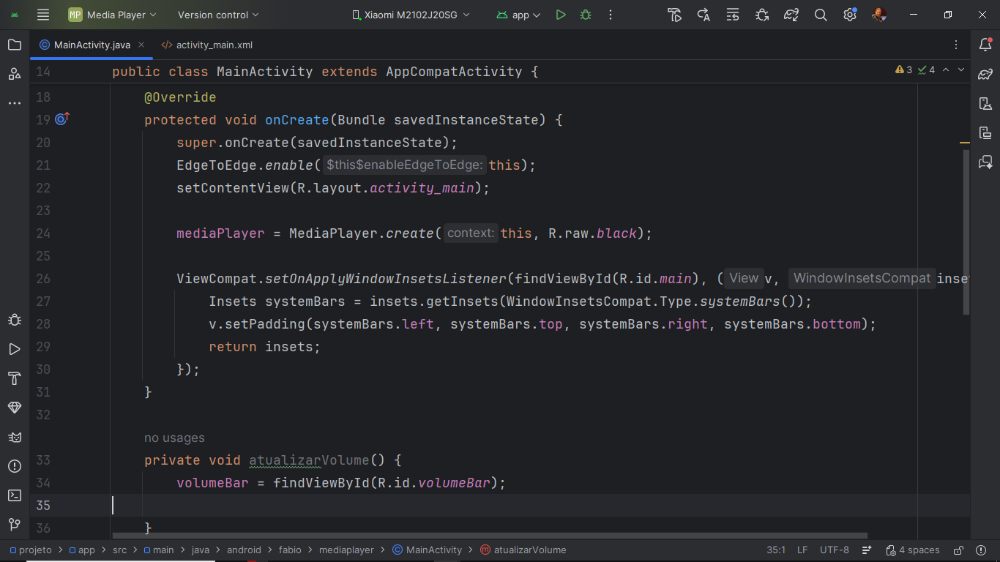 MP Media Player Version control Xiaomi M2102J20SG app
MainActivity.java activity_main.xml
14 public class MainActivity extends AppCompatActivity { 3 4
18 @Override
19 protected void onCreate(Bundle savedInstanceState) {
20 super.onCreate(savedInstanceState);
21 EdgeToEdge.enable( $this$enableEdgeToEdge: this);
22 setContentView(R.layout.activity_main);
23
24 mediaPlayer = MediaPlayer.create( context: this, R.raw.black);
25
26 ViewCompat.setOnApplyWindowInsetsListener(findViewById(R.id.main), ( View v, WindowInsetsCompat inse
27 Insets systemBars = insets.getInsets(WindowInsetsCompat.Type.systemBars());
28 v.setPadding(systemBars.left, systemBars.top, systemBars.right, systemBars.bottom);
29 return insets;
30 });
31 }
32
no usages
33 private void atualizarVolume() {
34 volumeBar = findViewById(R.id.volumeBar);
35
36 }
projeto > app > src > main > java > android > fabio > mediaplayer > MainActivity > atualizarVolume 35:1 LF UTF-8 4 spaces